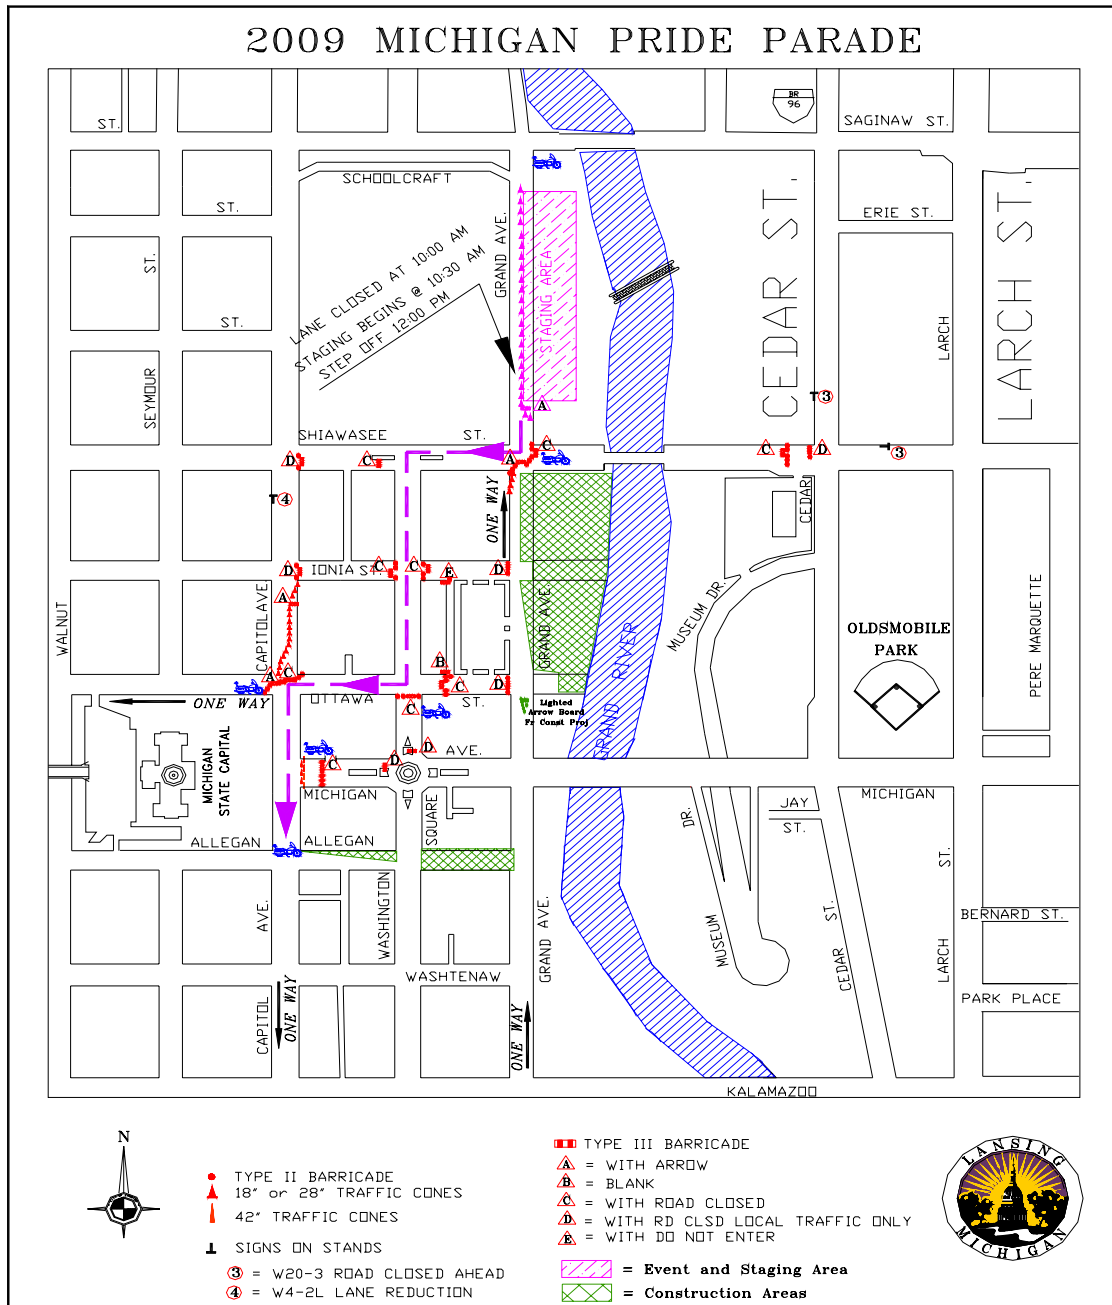 2009 MICHIGAN PRIDE PARADE
BR
96
ST.
SAGINAW ST.
SCHOOLCRAFT
ST.
ERIE ST.
CEDAR ST.
LARCH ST.
ST.
GRAND AVE.
STAGING AREA
LANE CLOSED AT 10:00 AM
STAGING BEGINS @ 10:30 AM
STEP OFF 12:00 PM
ST.
LARCH
SEYMOUR
3
A
SHIAWASEE ST.
D
C
A
C
C
D
3
4
ONE WAY
CEDAR
D
IONIA ST.
C
C
E
D
A
WALNUT
CAPITOL AVE
GRAND AVE.
GRAND RIVER
MUSEUM DR.
OLDSMOBILE
PARK
PERE MARQUETTE
A
C
B
C
D
ONE WAY
OTTAWA ST.
C
Lighted
Arrow Board
Fr Const Proj
MICHIGAN
STATE CAPITAL
C
D
D
AVE.
MICHIGAN
SQUARE
DR.
JAY
ST.
MICHIGAN
ALLEGAN
ALLEGAN
ST.
AVE.
WASHINGTON
GRAND AVE.
MUSEUM
CEDAR ST.
LARCH
BERNARD ST.
WASHTENAW
CAPITOL
ONE WAY
ONE WAY
PARK PLACE
KALAMAZOO
N
TYPE II BARRICADE
18" or 28" TRAFFIC CONES
42" TRAFFIC CONES
SIGNS ON STANDS
3 = W20-3 ROAD CLOSED AHEAD
4 = W4-2L LANE REDUCTION
TYPE III BARRICADE
A = WITH ARROW
B = BLANK
C = WITH ROAD CLOSED
D = WITH RD CLSD LOCAL TRAFFIC ONLY
E = WITH DO NOT ENTER
= Event and Staging Area
= Construction Areas
LANSING
MICHIGAN